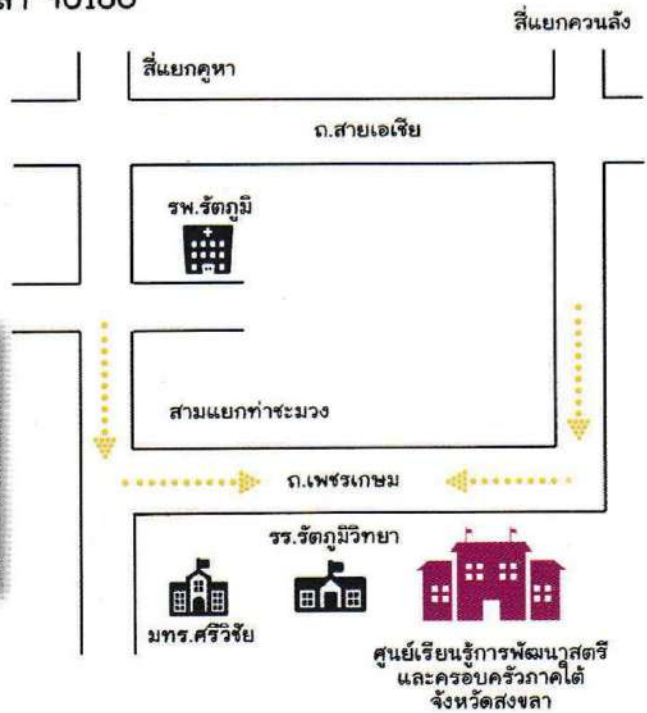 สี่แยกควนลัง
สี่แยกคูหา
ถ.สายเอเชีย
รพ.รัตภูมิ
สามแยกท่าชะมวง
ถ.เพชรเกษม
รร.รัตภูมิวิทยา
มทร.ศรีวิชัย
ศูนย์เรียนรู้การพัฒนาสตรี
และครอบครัวภาคใต้
จังหวัดสงขลา